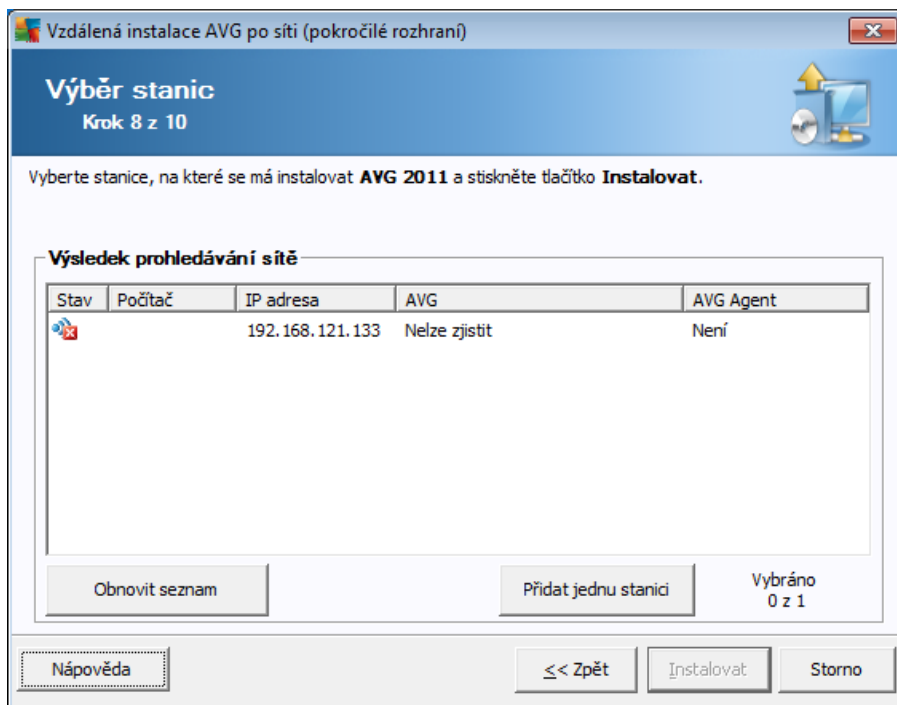 Vzdálená instalace AVG po síti (pokročilé rozhraní)
Výběr stanic
Krok 8 z 10
Vyberte stanice, na které se má instalovat AVG 2011 a stiskněte tlačítko Instalovat.
Výsledek prohledávání sítě
Stav Počítač IP adresa AVG AVG Agent
192.168.121.133 Nelze zjistit Není
Obnovit seznam Přidat jednu stanici Vybráno
0 z 1
Nápověda << Zpět Instalovat Storno